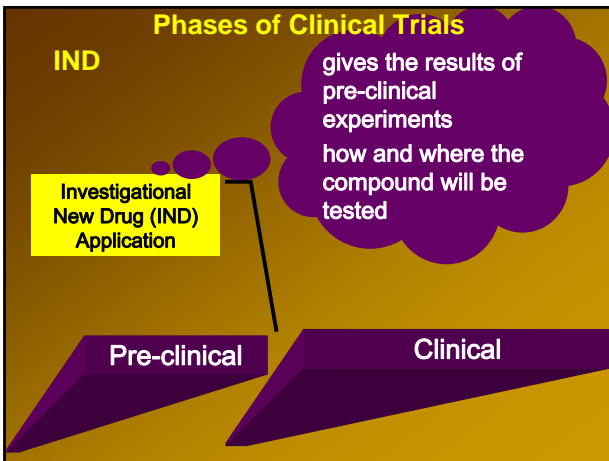 Phases of Clinical Trials
IND
gives the results of
pre-clinical
experiments
how and where the
compound will be
tested
Investigational
New Drug (IND)
Application
Pre-clinical
Clinical